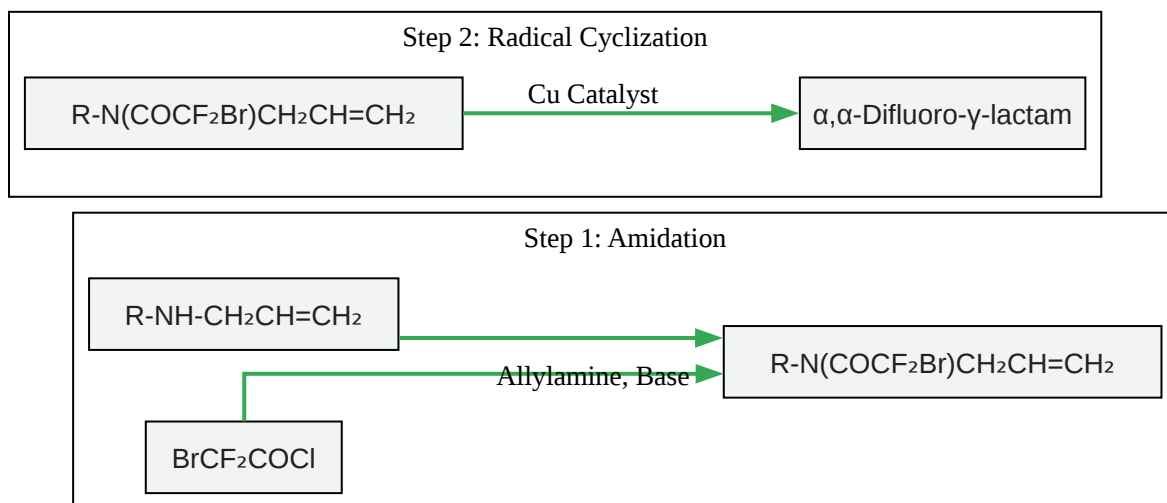 Step 2: Radical Cyclization
R-N(COCF₂Br)CH₂CH=CH₂
Cu Catalyst
α,α-Difluoro-γ-lactam
Step 1: Amidation
R-NH-CH₂CH=CH₂
Allylamine, Base
R-N(COCF₂Br)CH₂CH=CH₂
BrCF₂COCl